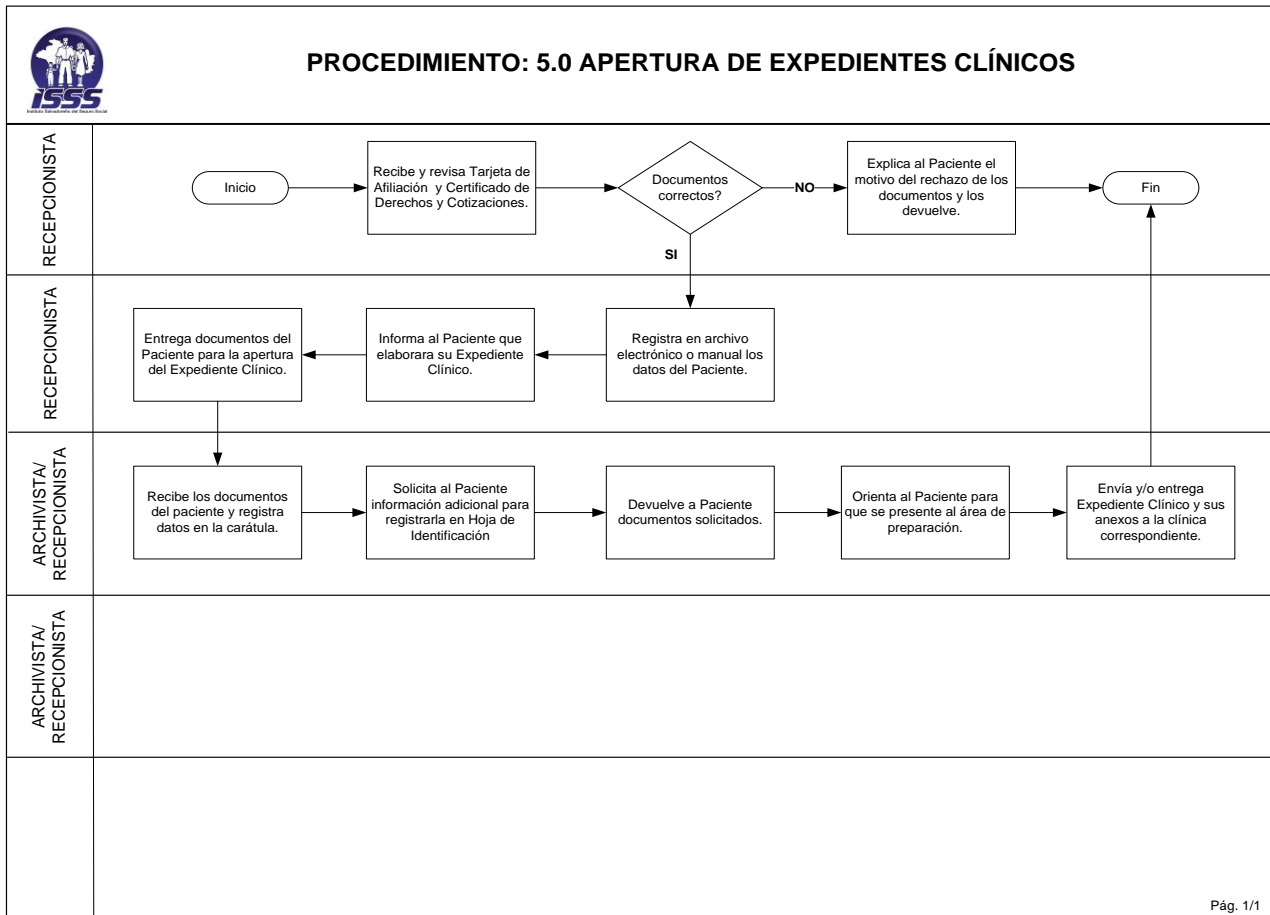 ISSS
Instituto Salvadoreño del Seguro Social
PROCEDIMIENTO: 5.0 APERTURA DE EXPEDIENTES CLÍNICOS
RECEPCIONISTA
Inicio
Recibe y revisa Tarjeta de
Afiliación y Certificado de
Derechos y Cotizaciones.
Documentos
correctos?
NO
Explica al Paciente el
motivo del rechazo de los
documentos y los
devuelve.
Fin
SI
RECEPCIONISTA
Registra en archivo
electrónico o manual los
datos del Paciente.
Informa al Paciente que
elaborara su Expediente
Clínico.
Entrega documentos del
Paciente para la apertura
del Expediente Clínico.
ARCHIVISTA/
RECEPCIONISTA
Recibe los documentos
del paciente y registra
datos en la carátula.
Solicita al Paciente
información adicional para
registrarla en Hoja de
Identificación
Devuelve a Paciente
documentos solicitados.
Orienta al Paciente para
que se presente al área de
preparación.
Envía y/o entrega
Expediente Clínico y sus
anexos a la clínica
correspondiente.
ARCHIVISTA/
RECEPCIONISTA
Pág. 1/1